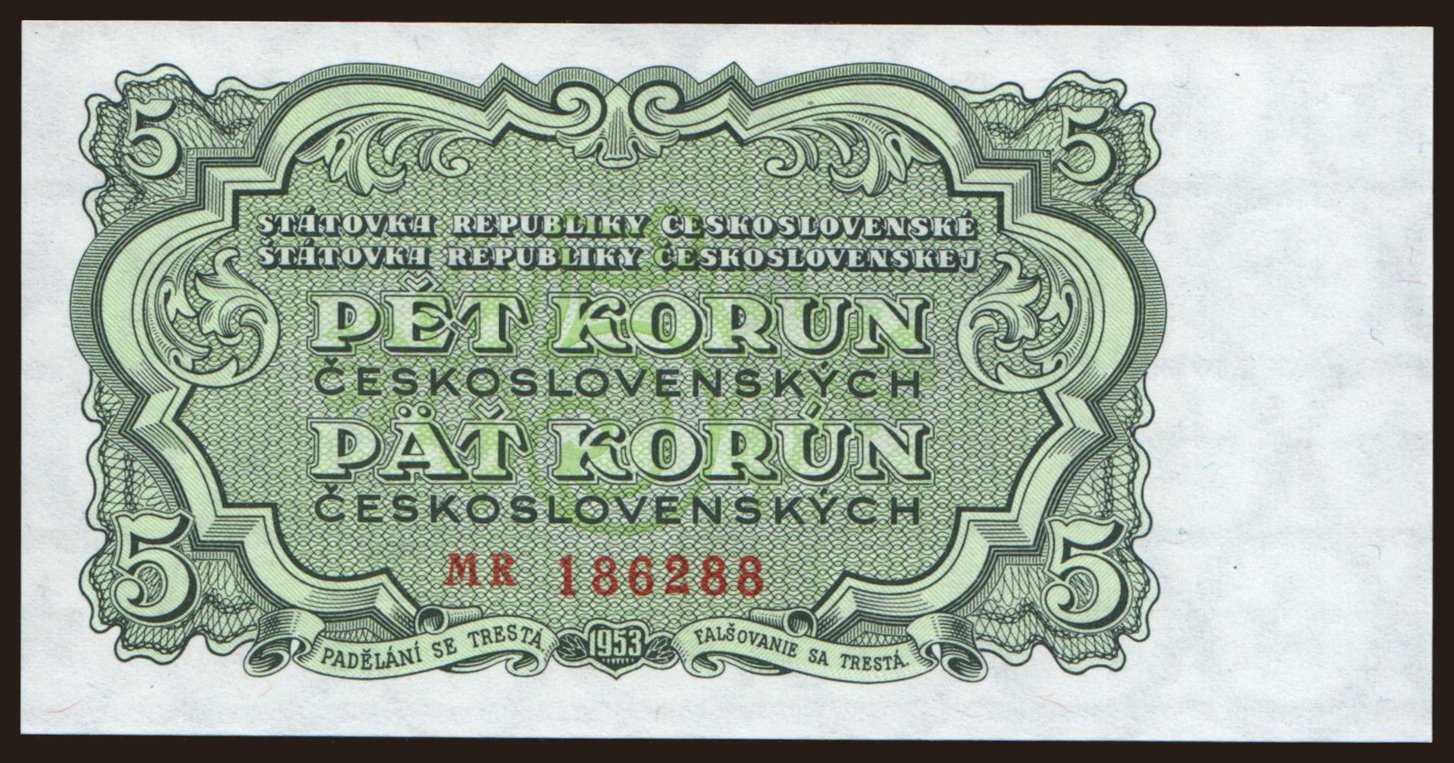 5 5
STÁTOVKA REPUBLIKY ČESKOSLOVENSKÉ
ŠTÁTOVKA REPUBLIKY ČESKOSLOVENSKEJ
PĚT KORUN
ČESKOSLOVENSKÝCH
PÄŤ KORÚN
ČESKOSLOVENSKÝCH
5 5
MR 186288
PADĚLÁNÍ SE TRESTÁ. 1953 FALŠOVANIE SA TRESTÁ.